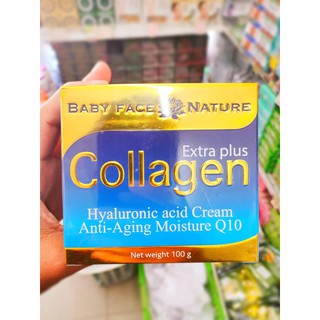 BABY FACE NATURE
Extra plus
Collagen
Hyaluronic acid Cream
Anti-Aging Moisture Q10
Net weight 100 g